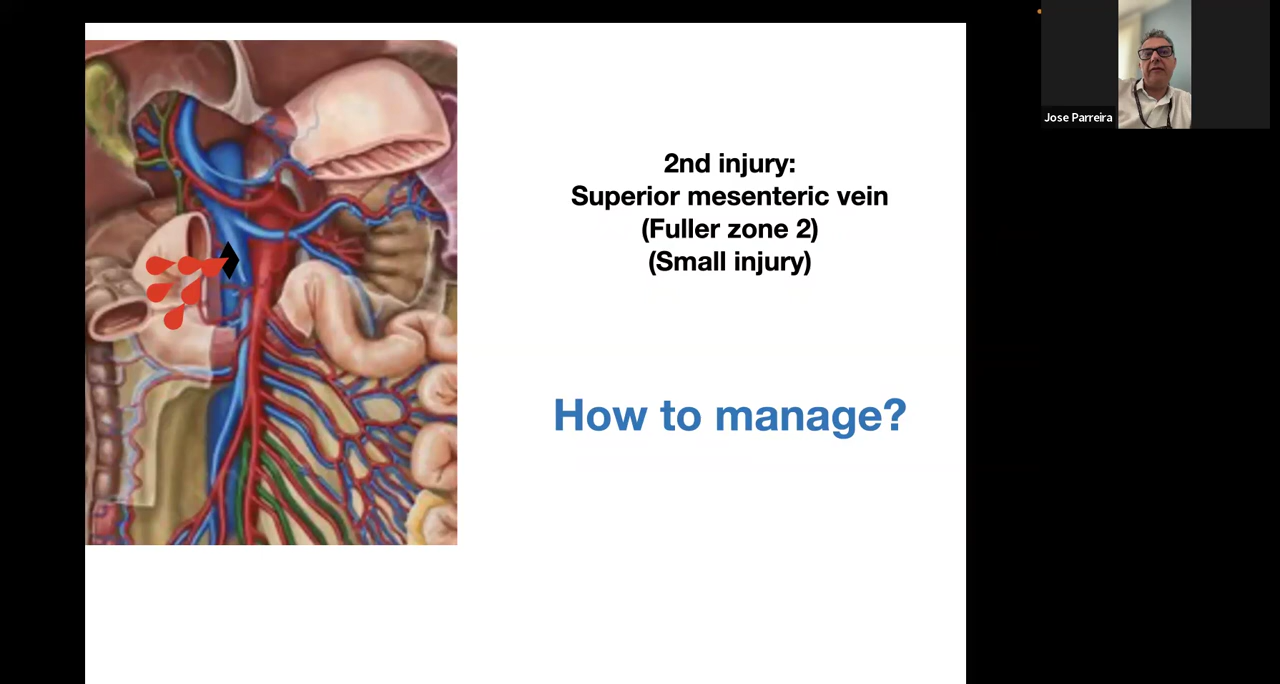 2nd injury:
Superior mesenteric vein
(Fuller zone 2)
(Small injury)
How to manage?
Jose Parreira